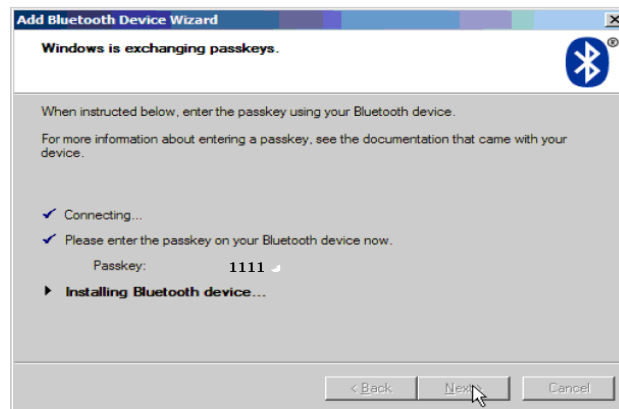 Add Bluetooth Device Wizard
Windows is exchanging passkeys.
®
When instructed below, enter the passkey using your Bluetooth device.
For more information about entering a passkey, see the documentation that came with your
device.
Connecting...
Please enter the passkey on your Bluetooth device now.
Passkey: 1111
Installing Bluetooth device...
< Back Next > Cancel